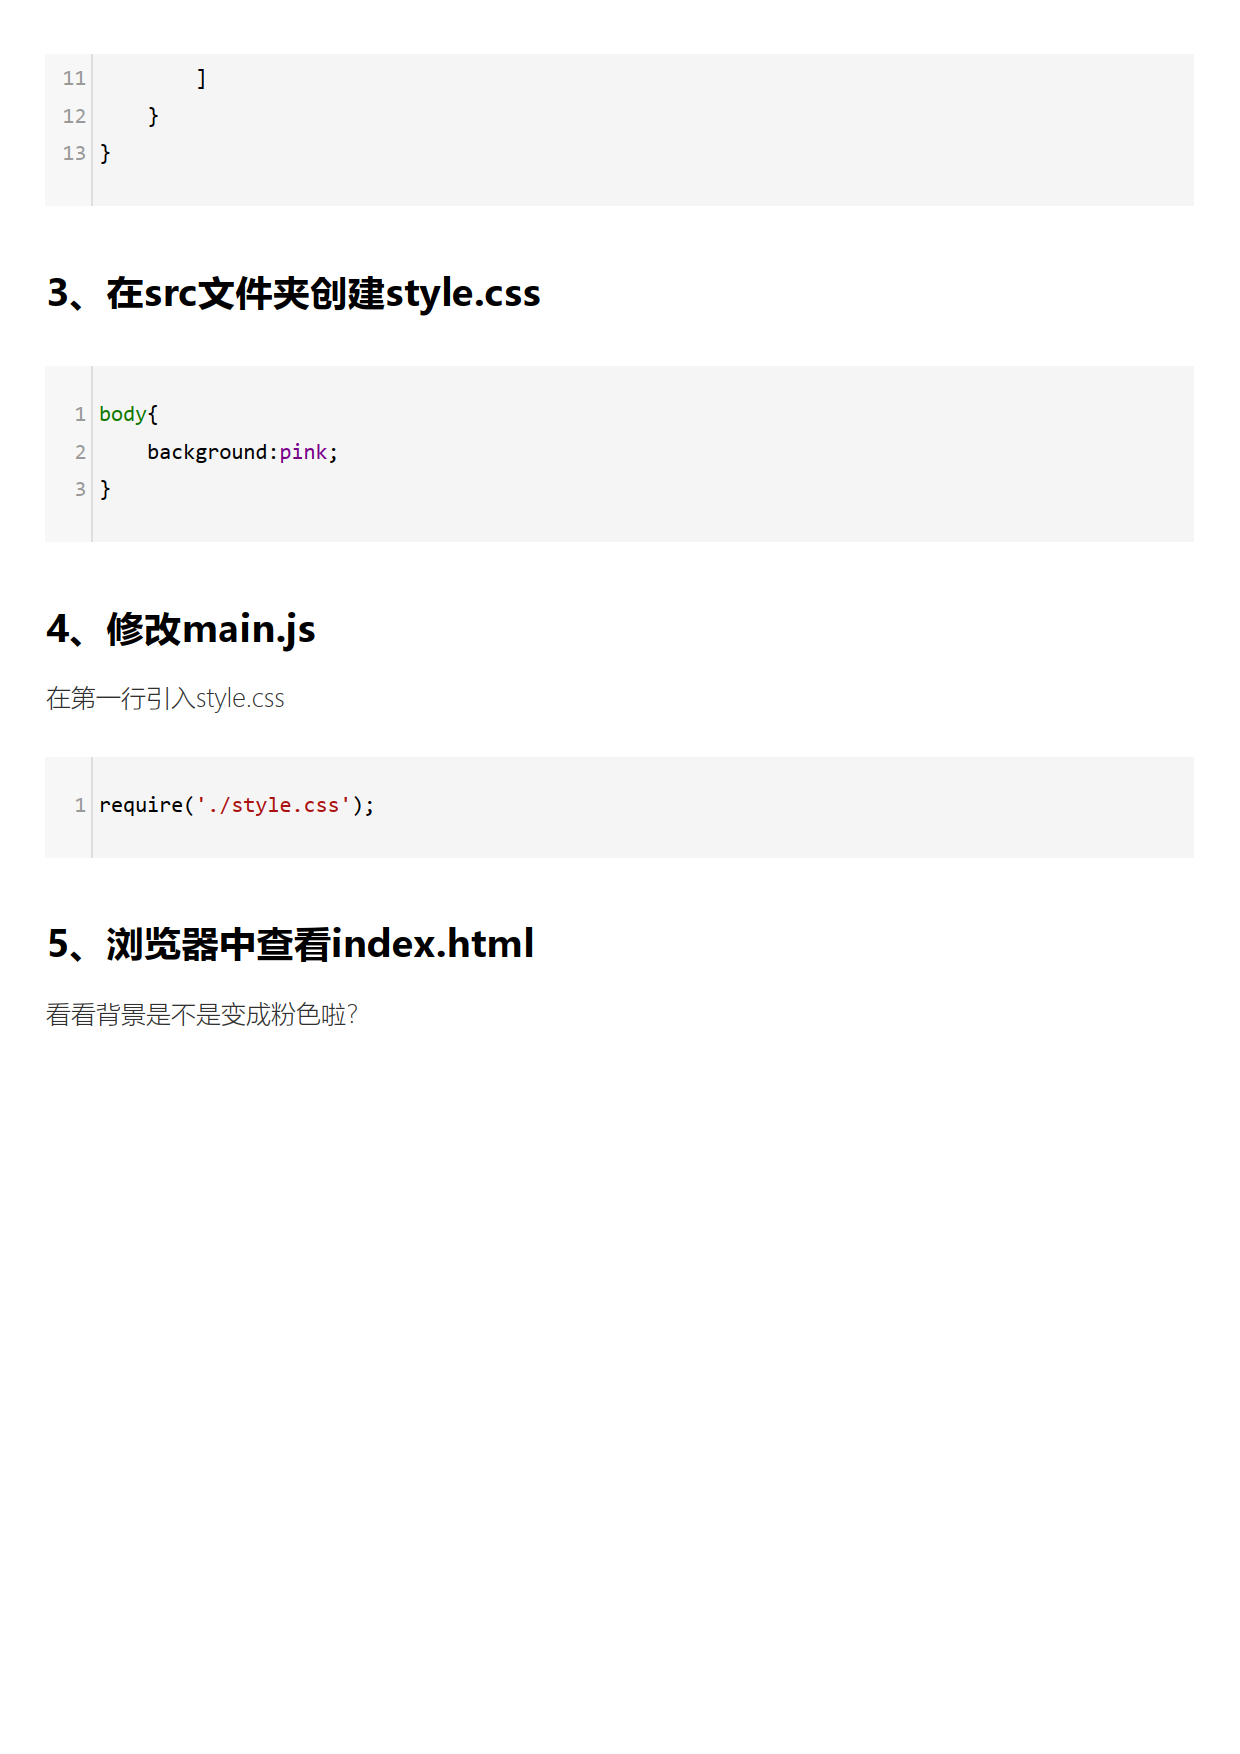 11         ]
12     }
13 }
3、在src文件夹创建style.css
1 body{
2     background:pink;
3 }
4、修改main.js
在第一行引入style.css
1 require('./style.css');
5、浏览器中查看index.html
看看背景是不是变成粉色啦？